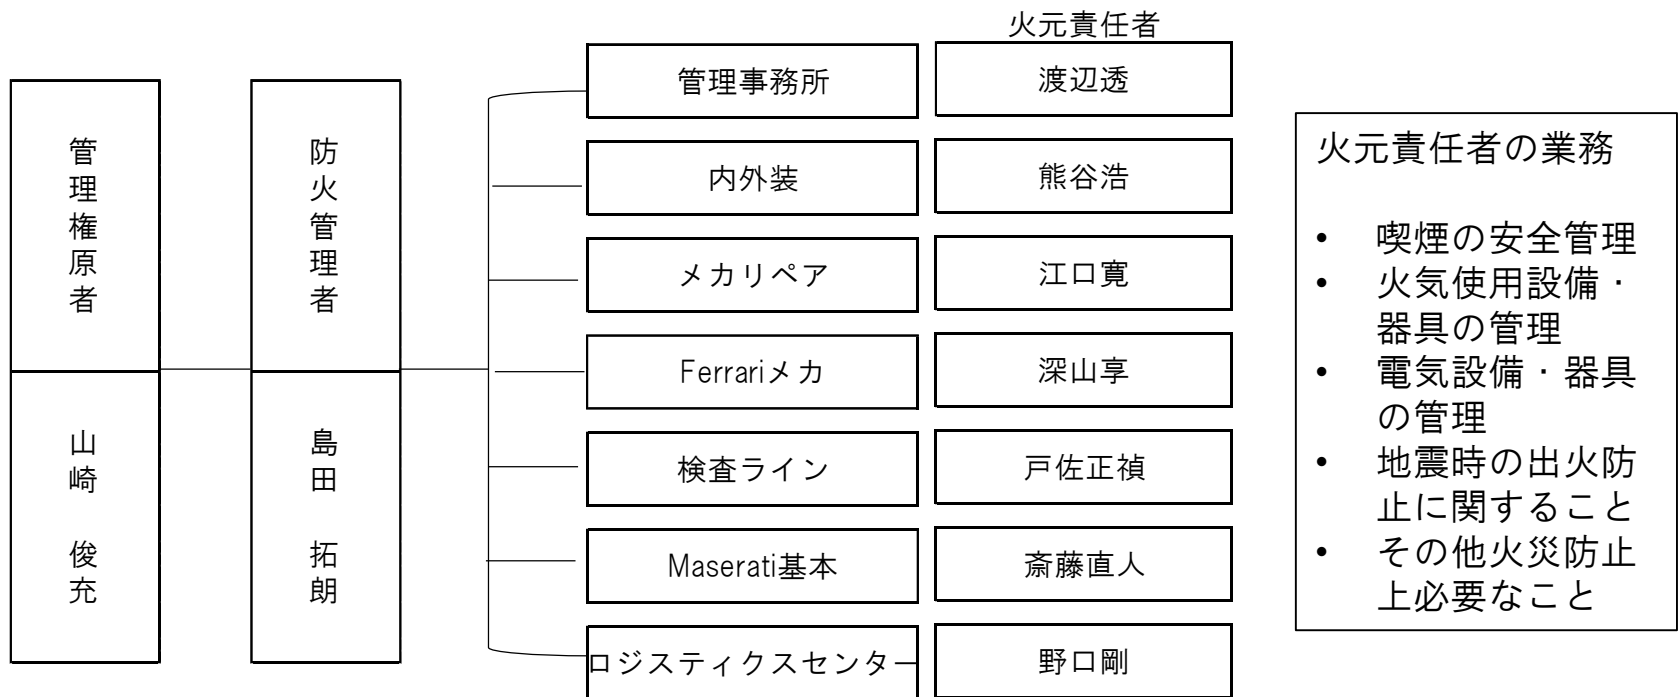 管理権原者
山崎 俊充
防火管理者
島田 拓朗
火元責任者
管理事務所 渡辺透
内外装 熊谷浩
メカリペア 江口寛
Ferrariメカ 深山享
検査ライン 戸佐正禎
Maserati基本 斎藤直人
ロジスティクスセンター 野口剛
火元責任者の業務
• 喫煙の安全管理
• 火気使用設備・
器具の管理
• 電気設備・器具
の管理
• 地震時の出火防
止に関すること
• その他火災防止
上必要なこと